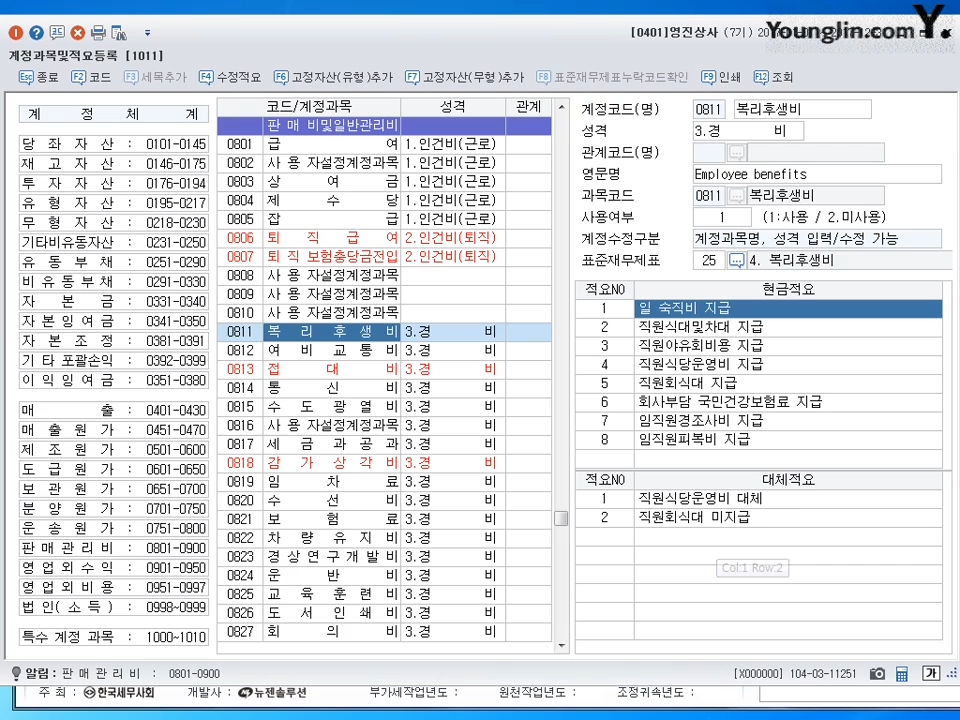 [0401]영진상사 (7기)
Younglin.com Y.
계정과목및적요등록 [1011]
Esc종료 F2코드 F3세목추가 F4수정적요 F6고정자산(유형)추가 F7고정자산(무형)추가 F8표준재무제표누락코드확인 F9인쇄 F12조회
계 정 체 계
당 좌 자 산 : 0101-0145
재 고 자 산 : 0146-0175
투 자 자 산 : 0176-0194
유 형 자 산 : 0195-0217
무 형 자 산 : 0218-0230
기타비유동자산 : 0231-0250
유 동 부 채 : 0251-0290
비 유 동 부 채 : 0291-0330
자 본 금 : 0331-0340
자 본 잉 여 금 : 0341-0350
자 본 조 정 : 0381-0391
기 타 포괄손익 : 0392-0399
이 익 잉 여 금 : 0351-0380
매 출 : 0401-0430
매 출 원 가 : 0451-0470
제 조 원 가 : 0501-0600
도 급 원 가 : 0601-0650
보 관 원 가 : 0651-0700
분 양 원 가 : 0701-0750
운 송 원 가 : 0751-0800
판 매 관 리 비 : 0801-0900
영 업 외 수 익 : 0901-0950
영 업 외 비 용 : 0951-0997
법 인( 소 득 ) : 0998~0999
특수 계정 과목 : 1000~1010
코드/계정과목 성격 관계
판 매 비및일반관리비
0801 급 여 1.인건비(근로)
0802 사 용 자설정계정과목 1.인건비(근로)
0803 상 여 금 1.인건비(근로)
0804 제 수 당 1.인건비(근로)
0805 잡 급 1.인건비(근로)
0806 퇴 직 급 여 2.인건비(퇴직)
0807 퇴 직 보험충당금전입 2.인건비(퇴직)
0808 사 용 자설정계정과목
0809 사 용 자설정계정과목
0810 사 용 자설정계정과목
0811 복 리 후 생 비 3.경 비
0812 여 비 교 통 비 3.경 비
0813 접 대 비 3.경 비
0814 통 신 비 3.경 비
0815 수 도 광 열 비 3.경 비
0816 사 용 자설정계정과목 3.경 비
0817 세 금 과 공 과 3.경 비
0818 감 가 상 각 비 3.경 비
0819 임 차 료 3.경 비
0820 수 선 비 3.경 비
0821 보 험 료 3.경 비
0822 차 량 유 지 비 3.경 비
0823 경 상 연 구 개 발 비 3.경 비
0824 운 반 비 3.경 비
0825 교 육 훈 련 비 3.경 비
0826 도 서 인 쇄 비 3.경 비
0827 회 의 비 3.경 비
계정코드(명) 0811 복리후생비
성격 3.경 비
관계코드(명)
영문명 Employee benefits
과목코드 0811 복리후생비
사용여부 1 (1:사용 / 2.미사용)
계정수정구분 계정과목명, 성격 입력/수정 가능
표준재무제표 25 4. 복리후생비
적요NO 현금적요
1 일 숙직비 지급
2 직원식대및차대 지급
3 직원야유회비용 지급
4 직원식당운영비 지급
5 직원회식대 지급
6 회사부담 국민건강보험료 지급
7 임직원경조사비 지급
8 임직원피복비 지급
적요NO 대체적요
1 직원식당운영비 대체
2 직원회식대 미지급
Col:1 Row:2
알림 : 판 매 관 리 비 : 0801-0900
[X000000] 104-03-11251 가
주 최 : 한국세무사회 개발사 : 뉴젠솔루션 부가세작업년도 : 원천작업년도 : 조정귀속년도 :